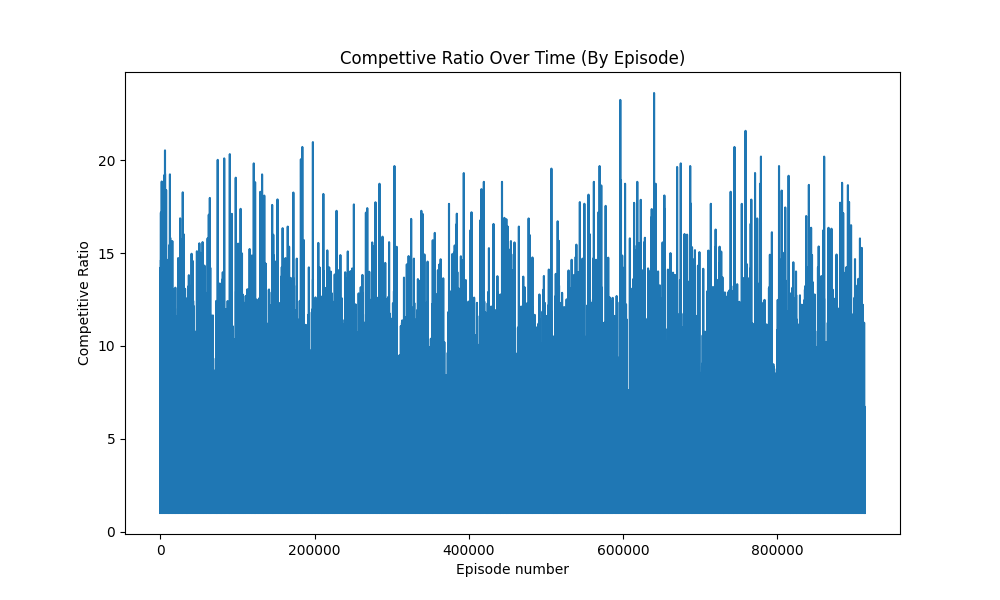 Compettive Ratio Over Time (By Episode)
Competitive Ratio
20
15
10
5
0
0 200000 400000 600000 800000
Episode number